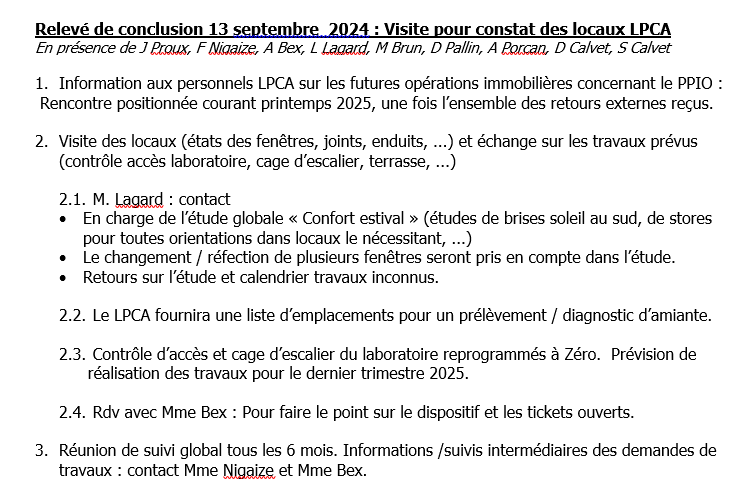 Relevé de conclusion 13 septembre 2024 : Visite pour constat des locaux LPCA
En présence de J Proux, F Nigaize, A Bex, L Lagard, M Brun, D Pallin, A Porcan, D Calvet, S Calvet
1. Information aux personnels LPCA sur les futures opérations immobilières concernant le PPIO :
Rencontre positionnée courant printemps 2025, une fois l’ensemble des retours externes reçus.
2. Visite des locaux (états des fenêtres, joints, enduits, ...) et échange sur les travaux prévus
(contrôle accès laboratoire, cage d’escalier, terrasse, ...)
2.1. M. Lagard : contact
• En charge de l’étude globale « Confort estival » (études de brises soleil au sud, de stores
pour toutes orientations dans locaux le nécessitant, ...)
• Le changement / réfection de plusieurs fenêtres seront pris en compte dans l’étude.
• Retours sur l’étude et calendrier travaux inconnus.
2.2. Le LPCA fournira une liste d’emplacements pour un prélèvement / diagnostic d’amiante.
2.3. Contrôle d’accès et cage d’escalier du laboratoire reprogrammés à Zéro. Prévision de
réalisation des travaux pour le dernier trimestre 2025.
2.4. Rdv avec Mme Bex : Pour faire le point sur le dispositif et les tickets ouverts.
3. Réunion de suivi global tous les 6 mois. Informations /suivis intermédiaires des demandes de
travaux : contact Mme Nigaize et Mme Bex.